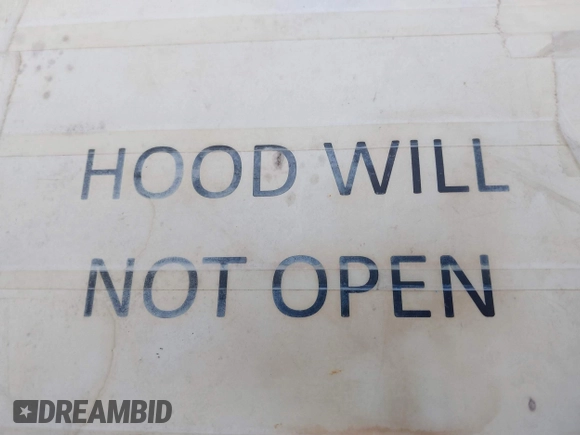 HOOD WILL
NOT OPEN
DREAMBID